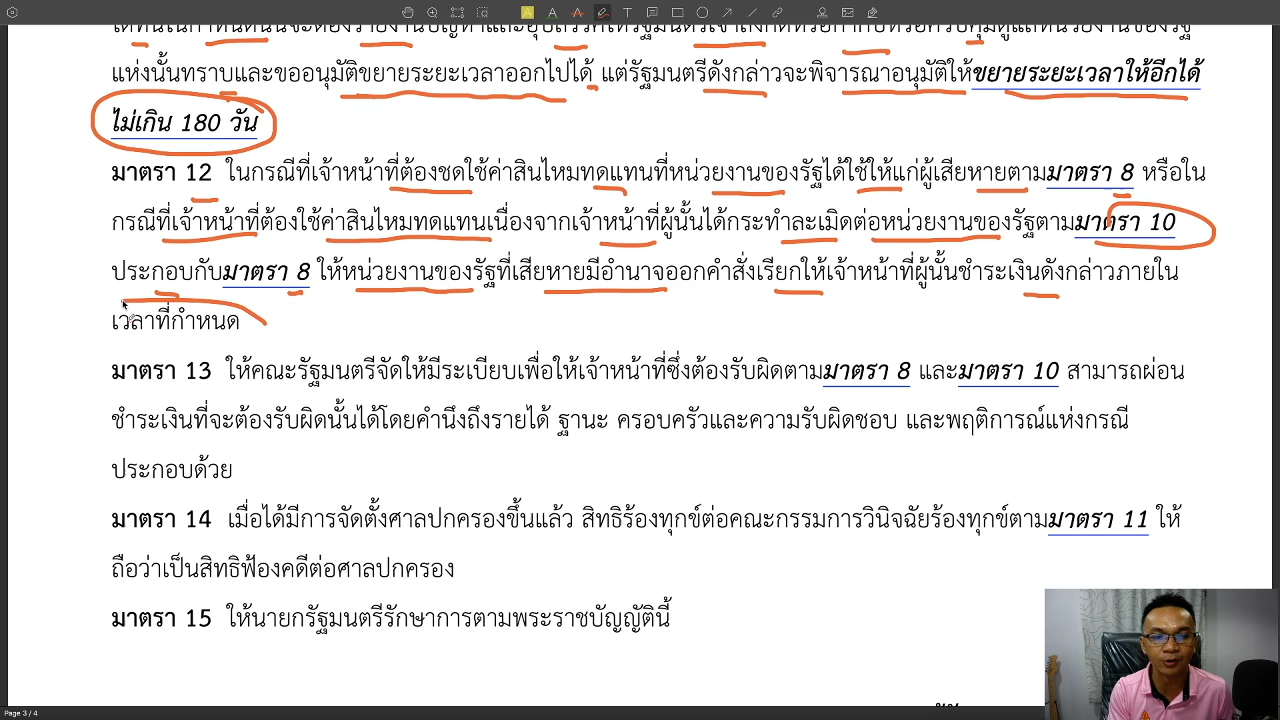 แห่งนั้นทราบและขออนุมัติขยายระยะเวลาออกไปได้ แต่รัฐมนตรีดังกล่าวจะพิจารณาอนุมัติให้ขยายระยะเวลาให้อีกได้
ไม่เกิน 180 วัน
มาตรา 12 ในกรณีที่เจ้าหน้าที่ต้องชดใช้ค่าสินไหมทดแทนที่หน่วยงานของรัฐได้ใช้ให้แก่ผู้เสียหายตามมาตรา 8 หรือใน
กรณีที่เจ้าหน้าที่ต้องใช้ค่าสินไหมทดแทนเนื่องจากเจ้าหน้าที่ผู้นั้นได้กระทำละเมิดต่อหน่วยงานของรัฐตามมาตรา 10
ประกอบกับมาตรา 8 ให้หน่วยงานของรัฐที่เสียหายมีอำนาจออกคำสั่งเรียกให้เจ้าหน้าที่ผู้นั้นชำระเงินดังกล่าวภายใน
เวลาที่กำหนด
มาตรา 13 ให้คณะรัฐมนตรีจัดให้มีระเบียบเพื่อให้เจ้าหน้าที่ซึ่งต้องรับผิดตามมาตรา 8 และมาตรา 10 สามารถผ่อน
ชำระเงินที่จะต้องรับผิดนั้นได้โดยคำนึงถึงรายได้ ฐานะ ครอบครัวและความรับผิดชอบ และพฤติการณ์แห่งกรณี
ประกอบด้วย
มาตรา 14 เมื่อได้มีการจัดตั้งศาลปกครองขึ้นแล้ว สิทธิร้องทุกข์ต่อคณะกรรมการวินิจฉัยร้องทุกข์ตามมาตรา 11 ให้
ถือว่าเป็นสิทธิฟ้องคดีต่อศาลปกครอง
มาตรา 15 ให้นายกรัฐมนตรีรักษาการตามพระราชบัญญัตินี้
Page 3 / 4